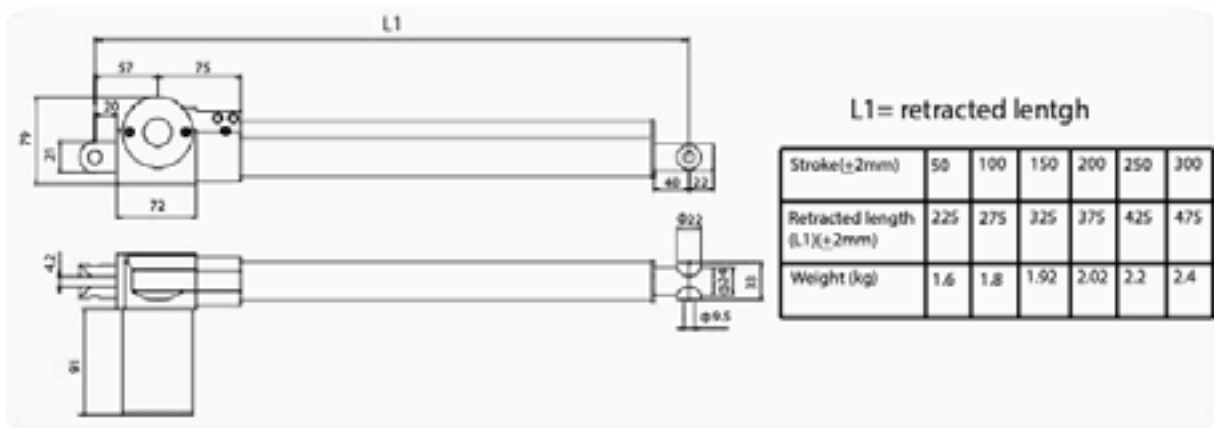 L1
57 75
20
79
21
72
40 22
Φ22
4.2
Φ24
33
Φ9.5
91
L1= retracted lentgh
Stroke(±2mm) 50 100 150 200 250 300
Retracted length 225 275 325 375 425 475
(L1)(±2mm)
Weight (kg) 1.6 1.8 1.92 2.02 2.2 2.4